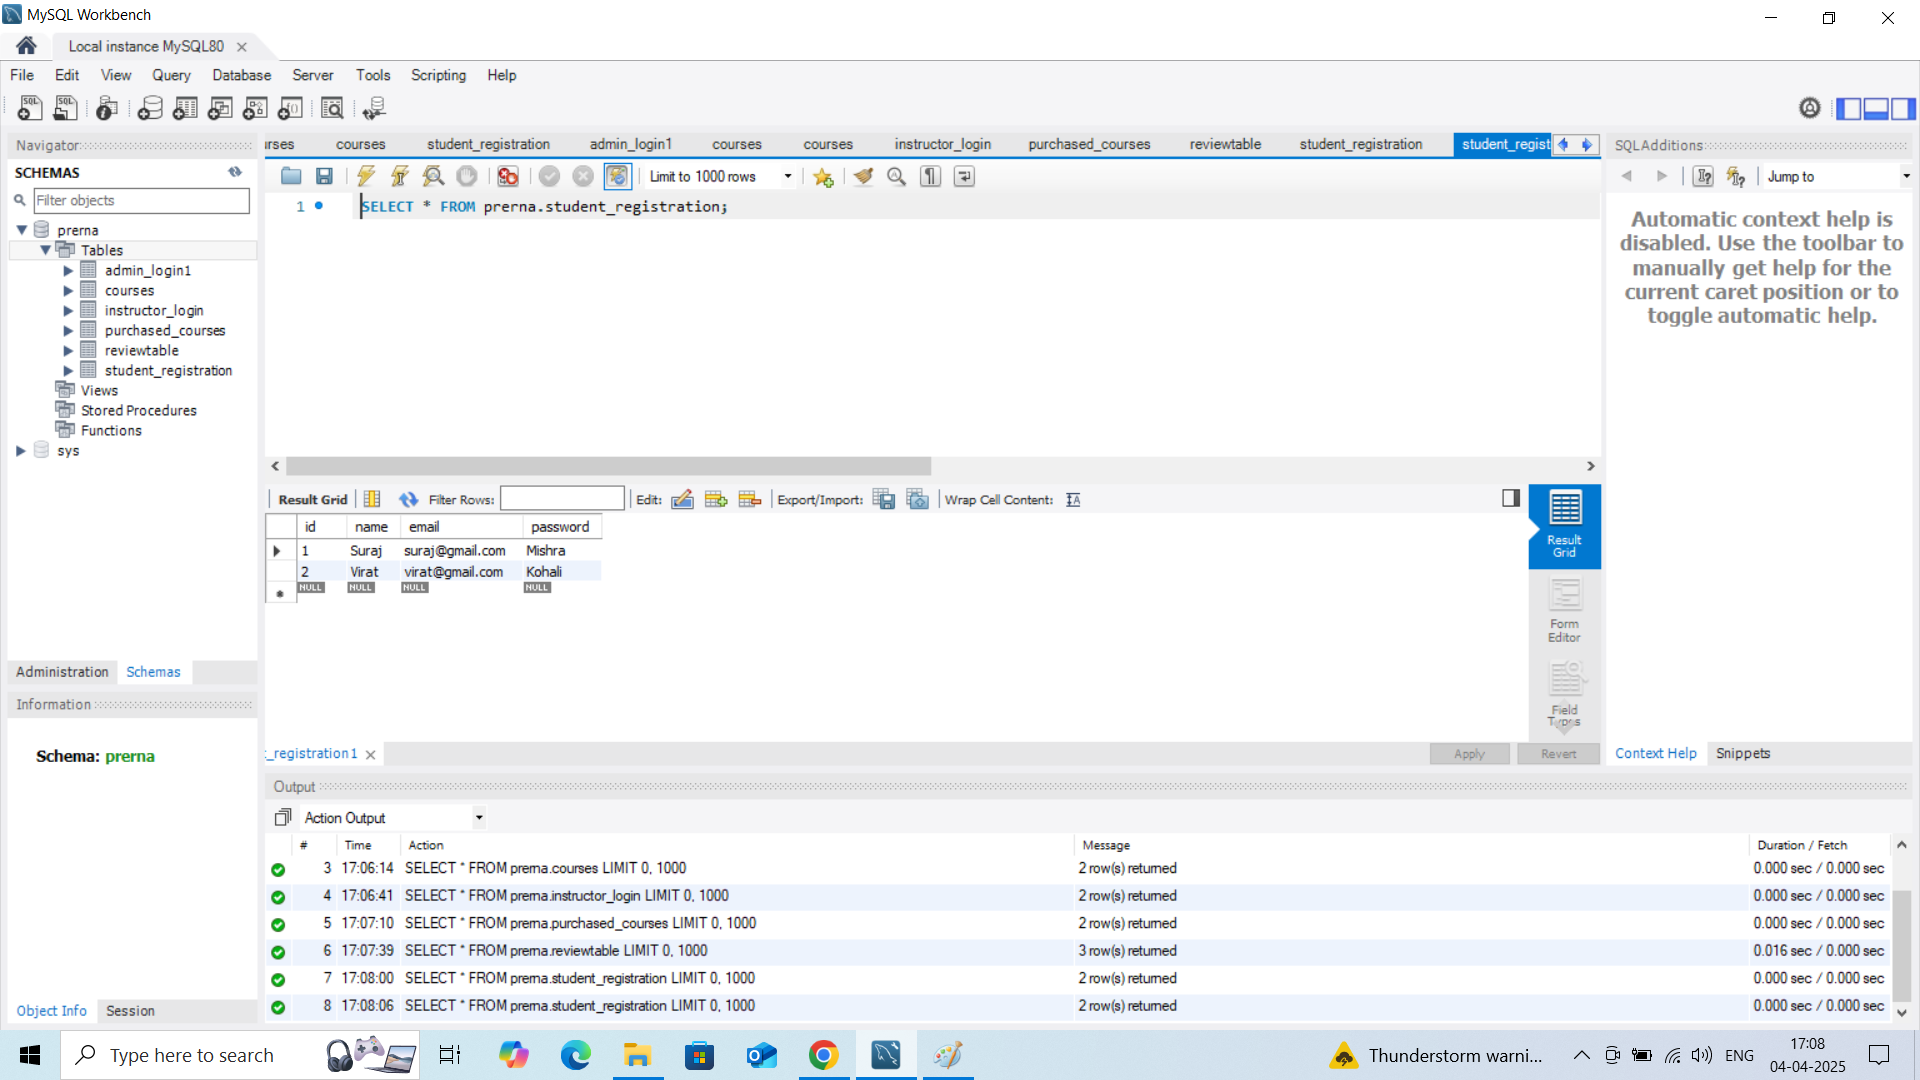 MySQL Workbench
Local instance MySQL80
File Edit View Query Database Server Tools Scripting Help
Navigator
SCHEMAS
Filter objects
prerna
Tables
admin_login1
courses
instructor_login
purchased_courses
reviewtable
student_registration
Views
Stored Procedures
Functions
sys
Administration Schemas
Information
Schema: prerna
Object Info Session
urses courses student_registration admin_login1 courses courses instructor_login purchased_courses reviewtable student_registration student_regist
Limit to 1000 rows
1 SELECT * FROM prerna.student_registration;
Result Grid Filter Rows: Edit: Export/Import: Wrap Cell Content:
id name email password
1 Suraj suraj@gmail.com Mishra
2 Virat virat@gmail.com Kohali
NULL NULL NULL NULL
Result Grid
Form Editor
Field Types
t_registration1
Apply Revert
SQLAdditions
Jump to
Automatic context help is
disabled. Use the toolbar to
manually get help for the
current caret position or to
toggle automatic help.
Context Help Snippets
Output
Action Output
# Time Action Message Duration / Fetch
3 17:06:14 SELECT * FROM prerna.courses LIMIT 0, 1000 2 row(s) returned 0.000 sec / 0.000 sec
4 17:06:41 SELECT * FROM prerna.instructor_login LIMIT 0, 1000 2 row(s) returned 0.000 sec / 0.000 sec
5 17:07:10 SELECT * FROM prerna.purchased_courses LIMIT 0, 1000 2 row(s) returned 0.000 sec / 0.000 sec
6 17:07:39 SELECT * FROM prerna.reviewtable LIMIT 0, 1000 3 row(s) returned 0.016 sec / 0.000 sec
7 17:08:00 SELECT * FROM prerna.student_registration LIMIT 0, 1000 2 row(s) returned 0.000 sec / 0.000 sec
8 17:08:06 SELECT * FROM prerna.student_registration LIMIT 0, 1000 2 row(s) returned 0.000 sec / 0.000 sec
Type here to search
Thunderstorm warni...
ENG
17:08
04-04-2025